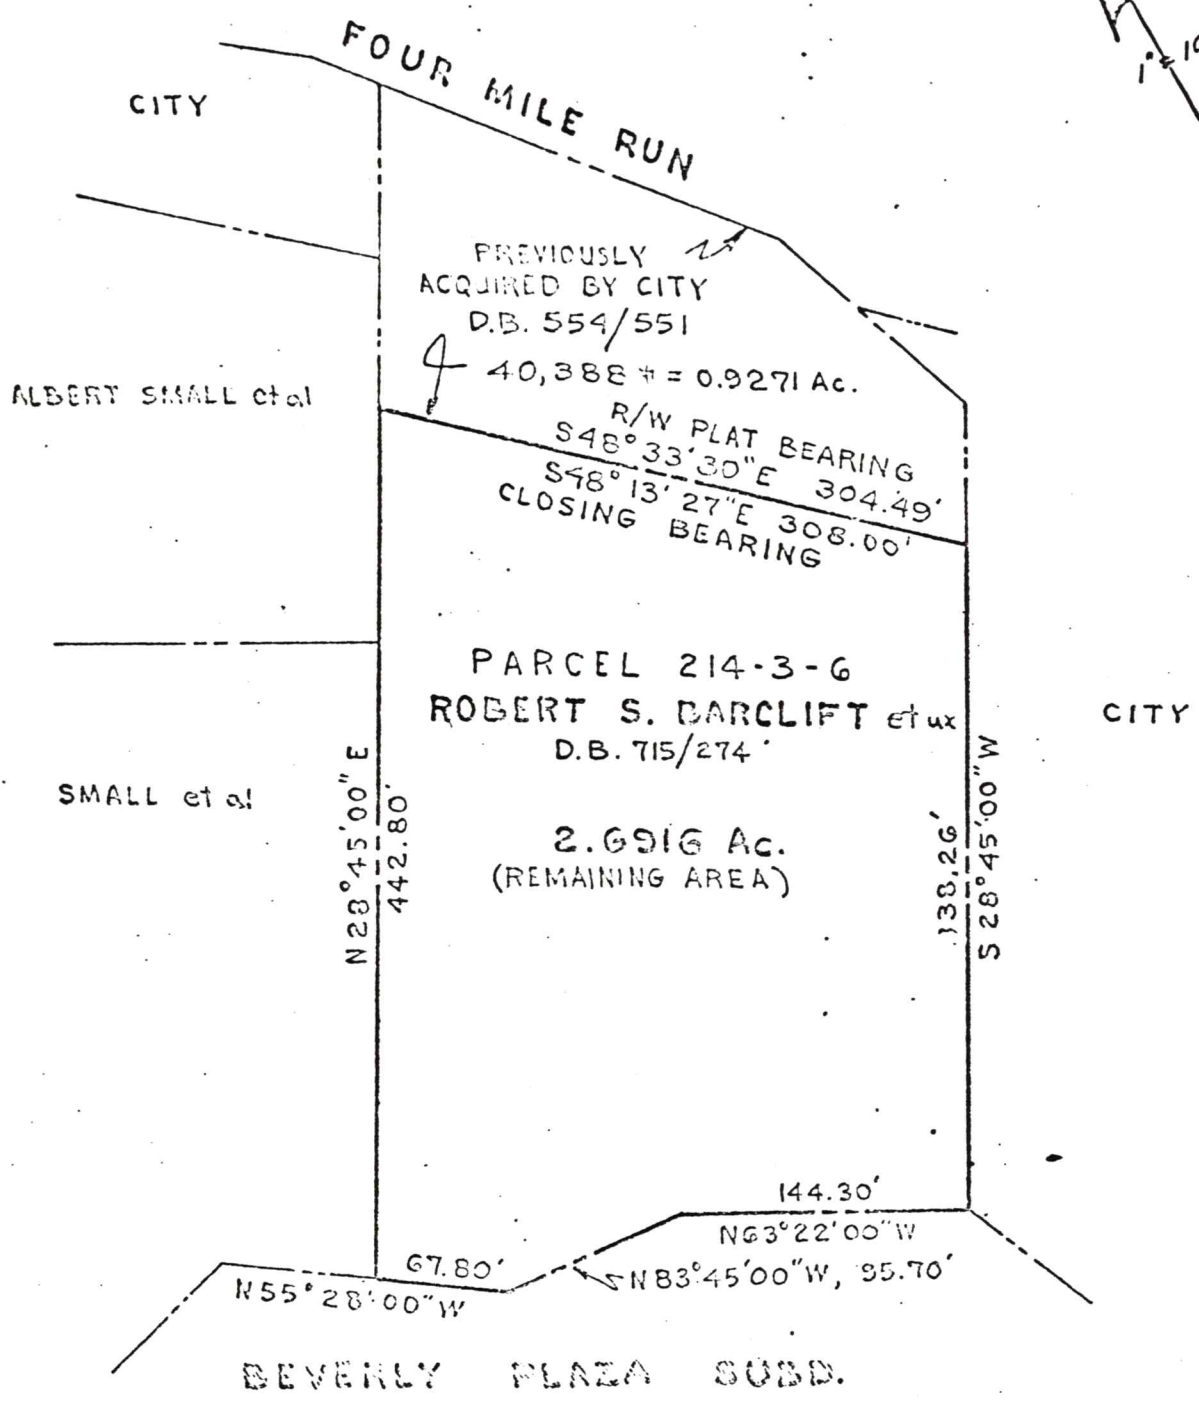 FOUR MILE RUN
CITY
PREVIOUSLY
ACQUIRED BY CITY
D.B. 554/551
40,388 # = 0.9271 Ac.
ALBERT SMALL et al
R/W PLAT BEARING
S48°33'30"E 304.49'
S48°13'27"E 308.00'
CLOSING BEARING
PARCEL 214-3-6
ROBERT S. BARCLIFT et ux
D.B. 715/274
CITY
SMALL et al
N28°45'00"E
442.80'
2.6916 Ac.
(REMAINING AREA)
S 28°45'00"W
144.30'
N63°22'00"W
67.80'
N83°45'00"W, 95.70'
N55°28'00"W
BEVERLY PLAZA SUBD.